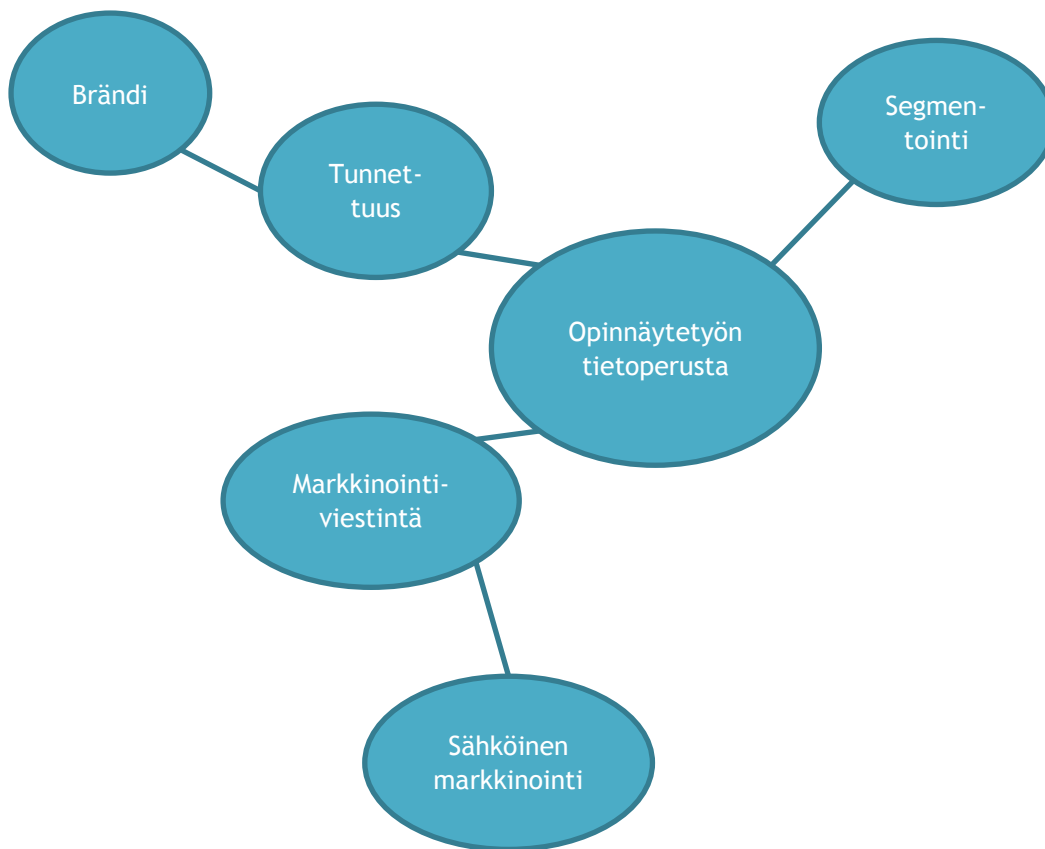 Brändi
Segmen-
tointi
Tunnet-
tuus
Opinnäytetyön
tietoperusta
Markkinointi-
viestintä
Sähköinen
markkinointi